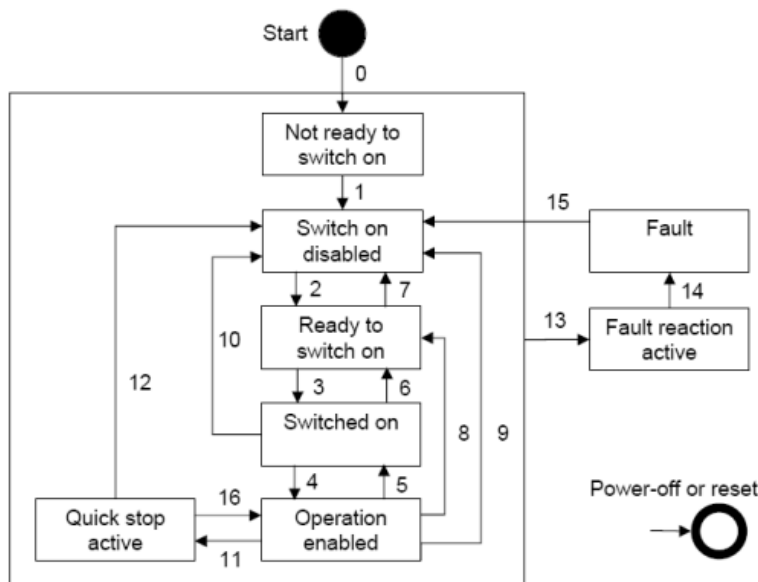 Start
0
Not ready to
switch on
1
15
Switch on
disabled
Fault
2
7
14
10
Ready to
switch on
13
Fault reaction
active
12
3
6
Switched on
8
9
4
5
Power-off or reset
16
Quick stop
active
Operation
enabled
11